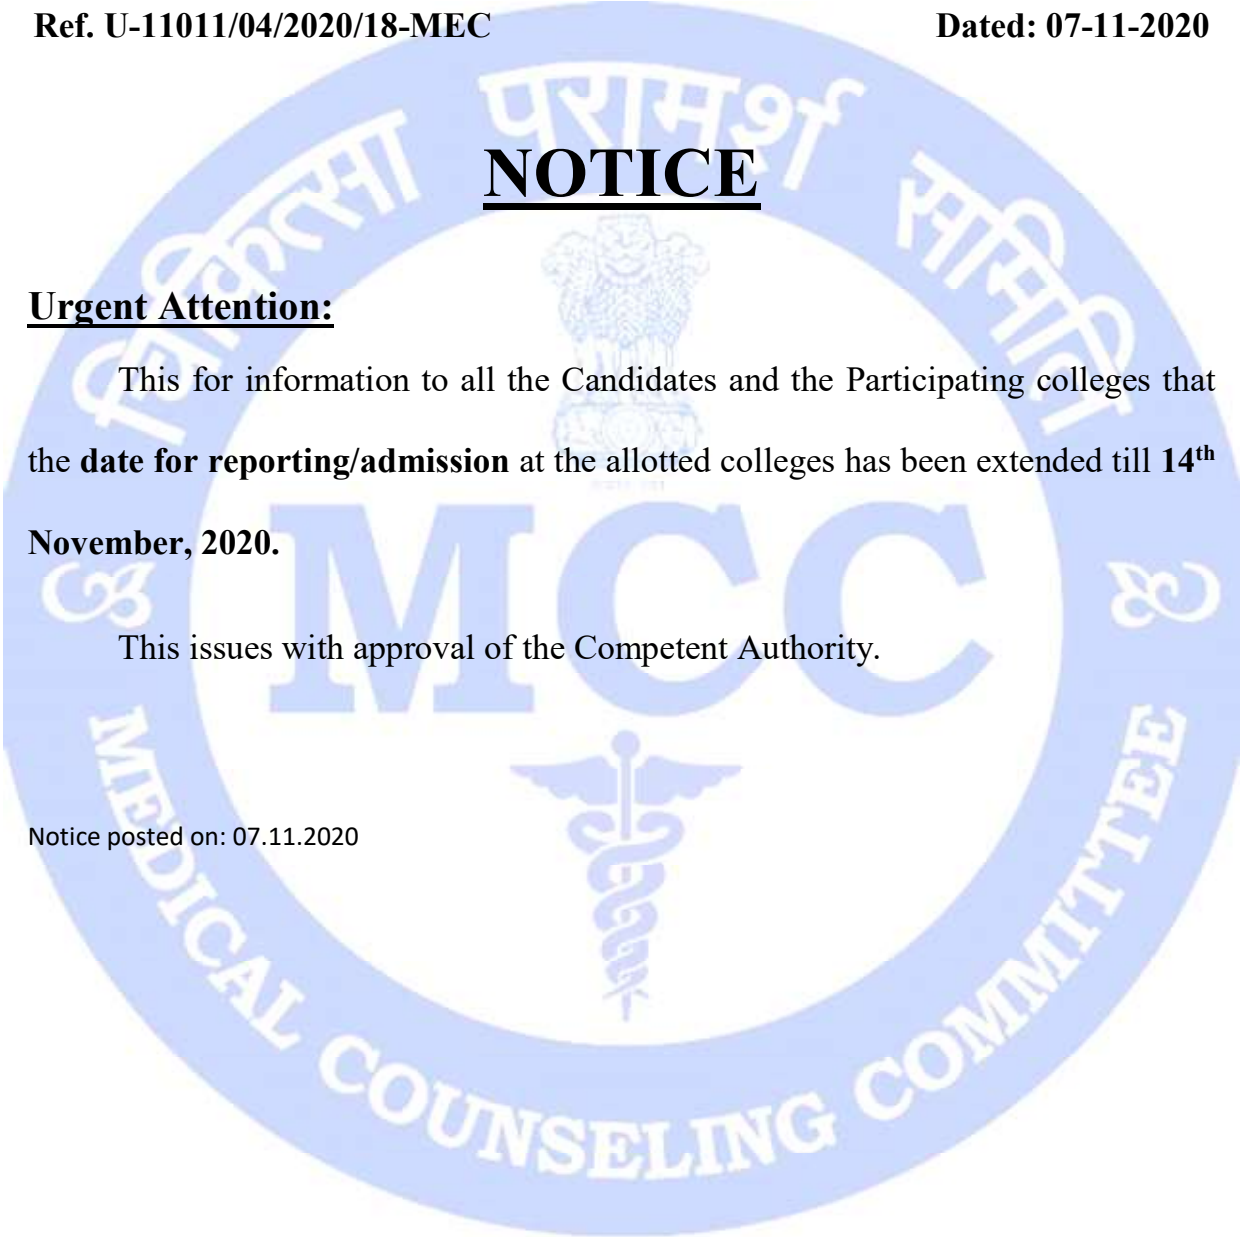 Ref. U-11011/04/2020/18-MEC Dated: 07-11-2020
चिकित्सा परामर्श समिति
NOTICE
Urgent Attention:
This for information to all the Candidates and the Participating colleges that
the date for reporting/admission at the allotted colleges has been extended till 14th
November, 2020.
MCC
This issues with approval of the Competent Authority.
Notice posted on: 07.11.2020
MEDICAL COUNSELING COMMITTEE